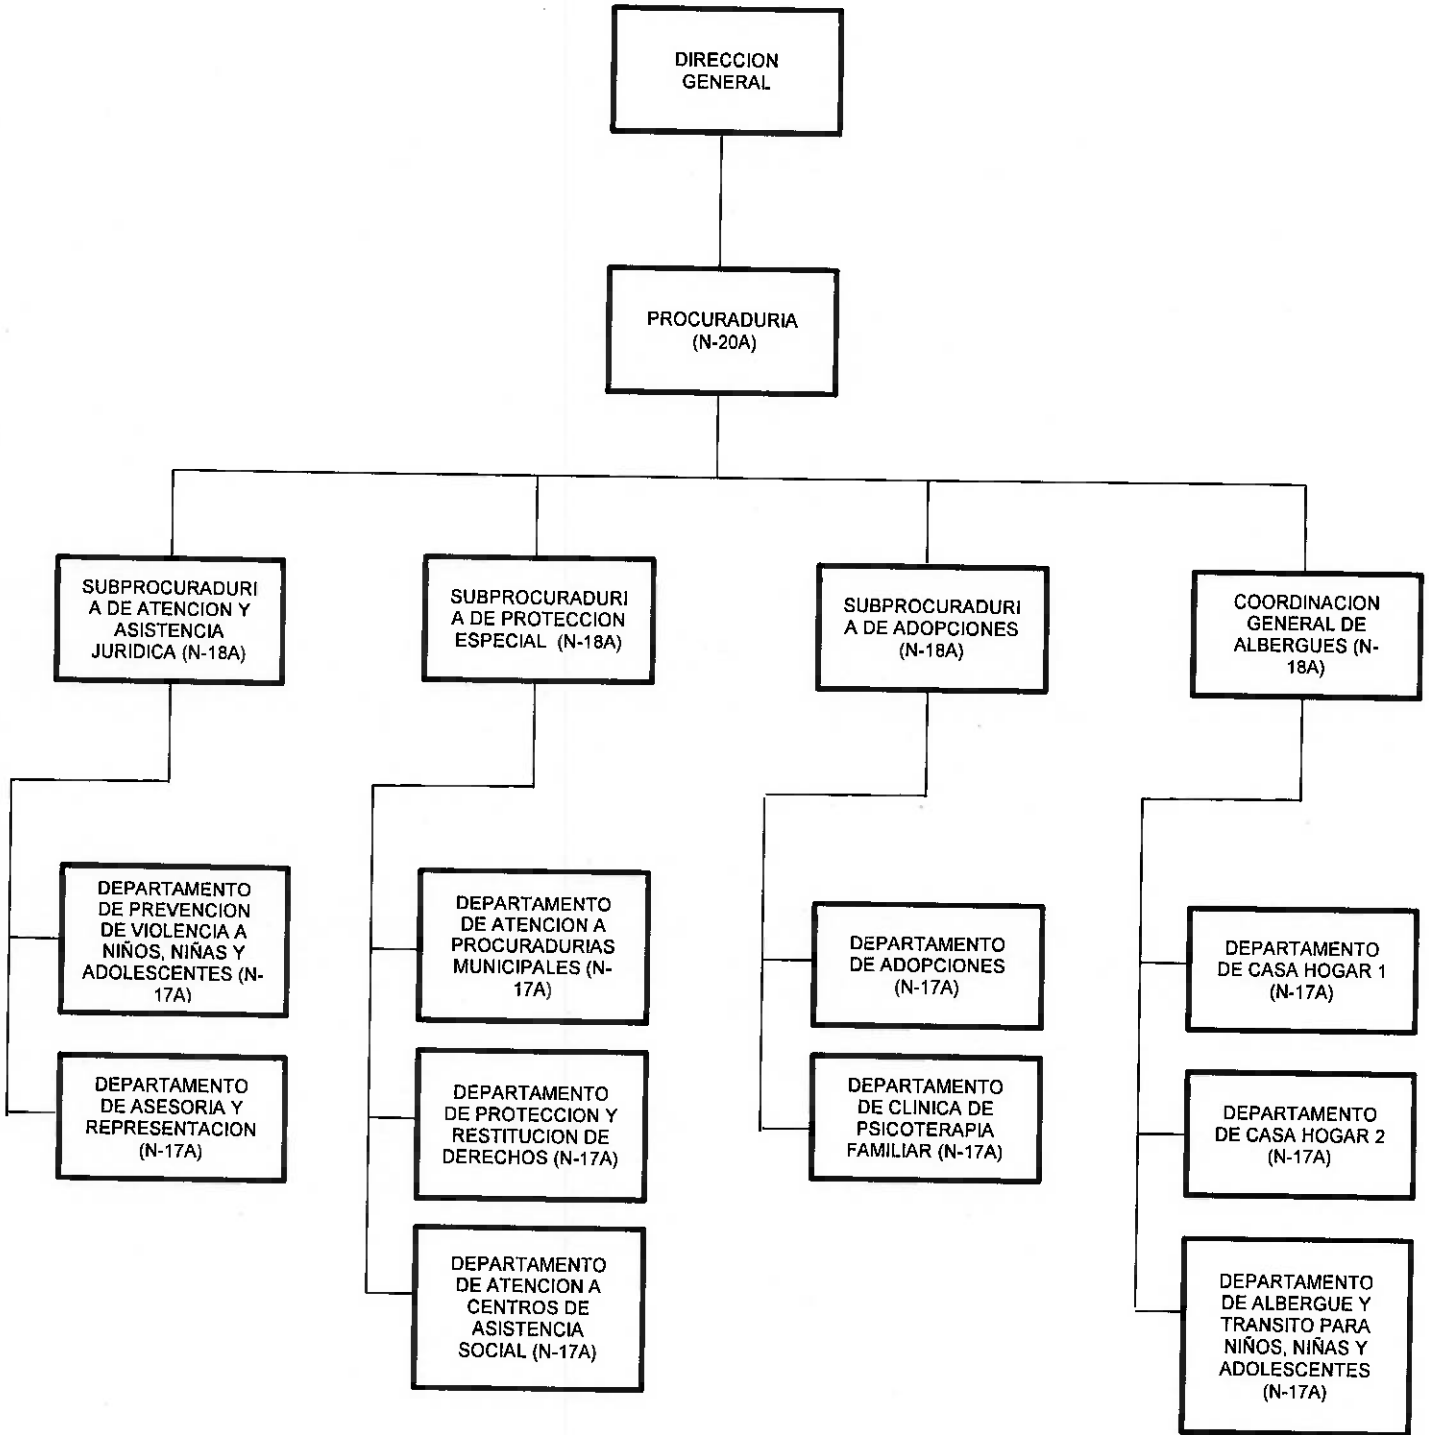 DIRECCION
GENERAL
PROCURADURIA
(N-20A)
SUBPROCURADURI
A DE ATENCION Y
ASISTENCIA
JURIDICA (N-18A)
SUBPROCURADURI
A DE PROTECCION
ESPECIAL (N-18A)
SUBPROCURADURI
A DE ADOPCIONES
(N-18A)
COORDINACION
GENERAL DE
ALBERGUES (N-
18A)
DEPARTAMENTO
DE PREVENCION
DE VIOLENCIA A
NIÑOS, NIÑAS Y
ADOLESCENTES (N-
17A)
DEPARTAMENTO
DE ASESORIA Y
REPRESENTACION
(N-17A)
DEPARTAMENTO
DE ATENCION A
PROCURADURIAS
MUNICIPALES (N-
17A)
DEPARTAMENTO
DE PROTECCION Y
RESTITUCION DE
DERECHOS (N-17A)
DEPARTAMENTO
DE ATENCION A
CENTROS DE
ASISTENCIA
SOCIAL (N-17A)
DEPARTAMENTO
DE ADOPCIONES
(N-17A)
DEPARTAMENTO
DE CLINICA DE
PSICOTERAPIA
FAMILIAR (N-17A)
DEPARTAMENTO
DE CASA HOGAR 1
(N-17A)
DEPARTAMENTO
DE CASA HOGAR 2
(N-17A)
DEPARTAMENTO
DE ALBERGUE Y
TRANSITO PARA
NIÑOS, NIÑAS Y
ADOLESCENTES
(N-17A)